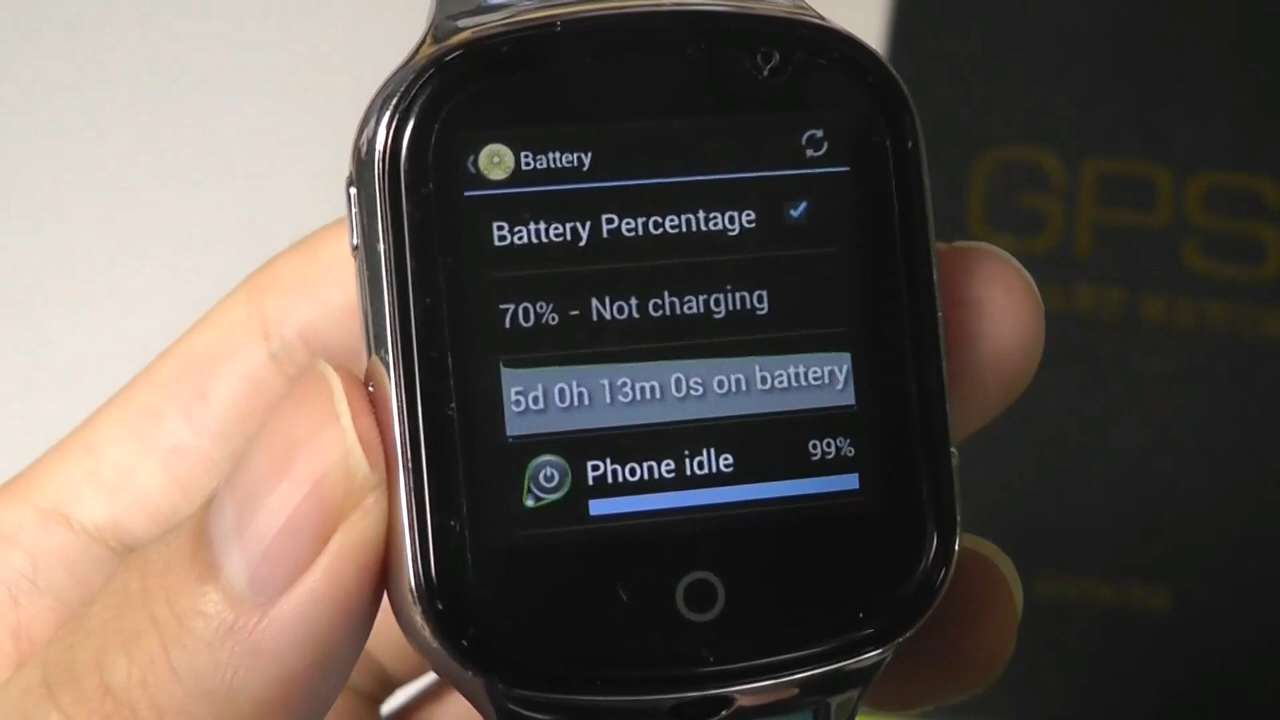 Battery
Battery Percentage
70% - Not charging
5d 0h 13m 0s on battery
Phone idle 99%
GPS